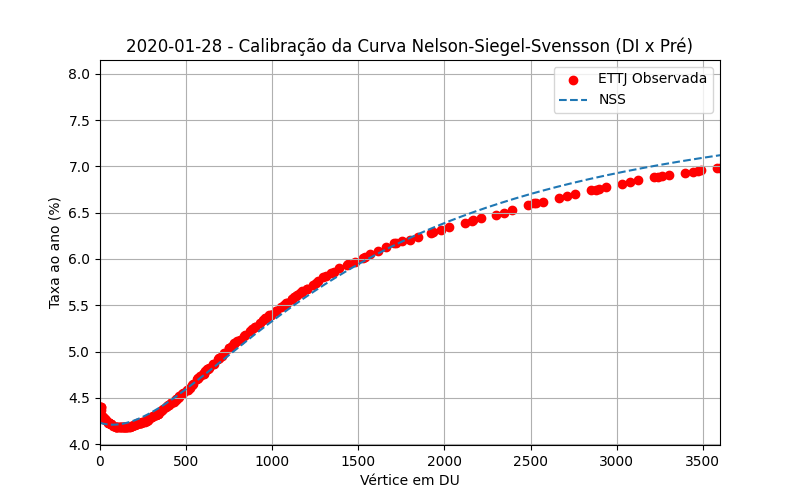 2020-01-28 - Calibração da Curva Nelson-Siegel-Svensson (DI x Pré)
ETTJ Observada
NSS
Taxa ao ano (%)
8.0
7.5
7.0
6.5
6.0
5.5
5.0
4.5
4.0
0 500 1000 1500 2000 2500 3000 3500
Vértice em DU